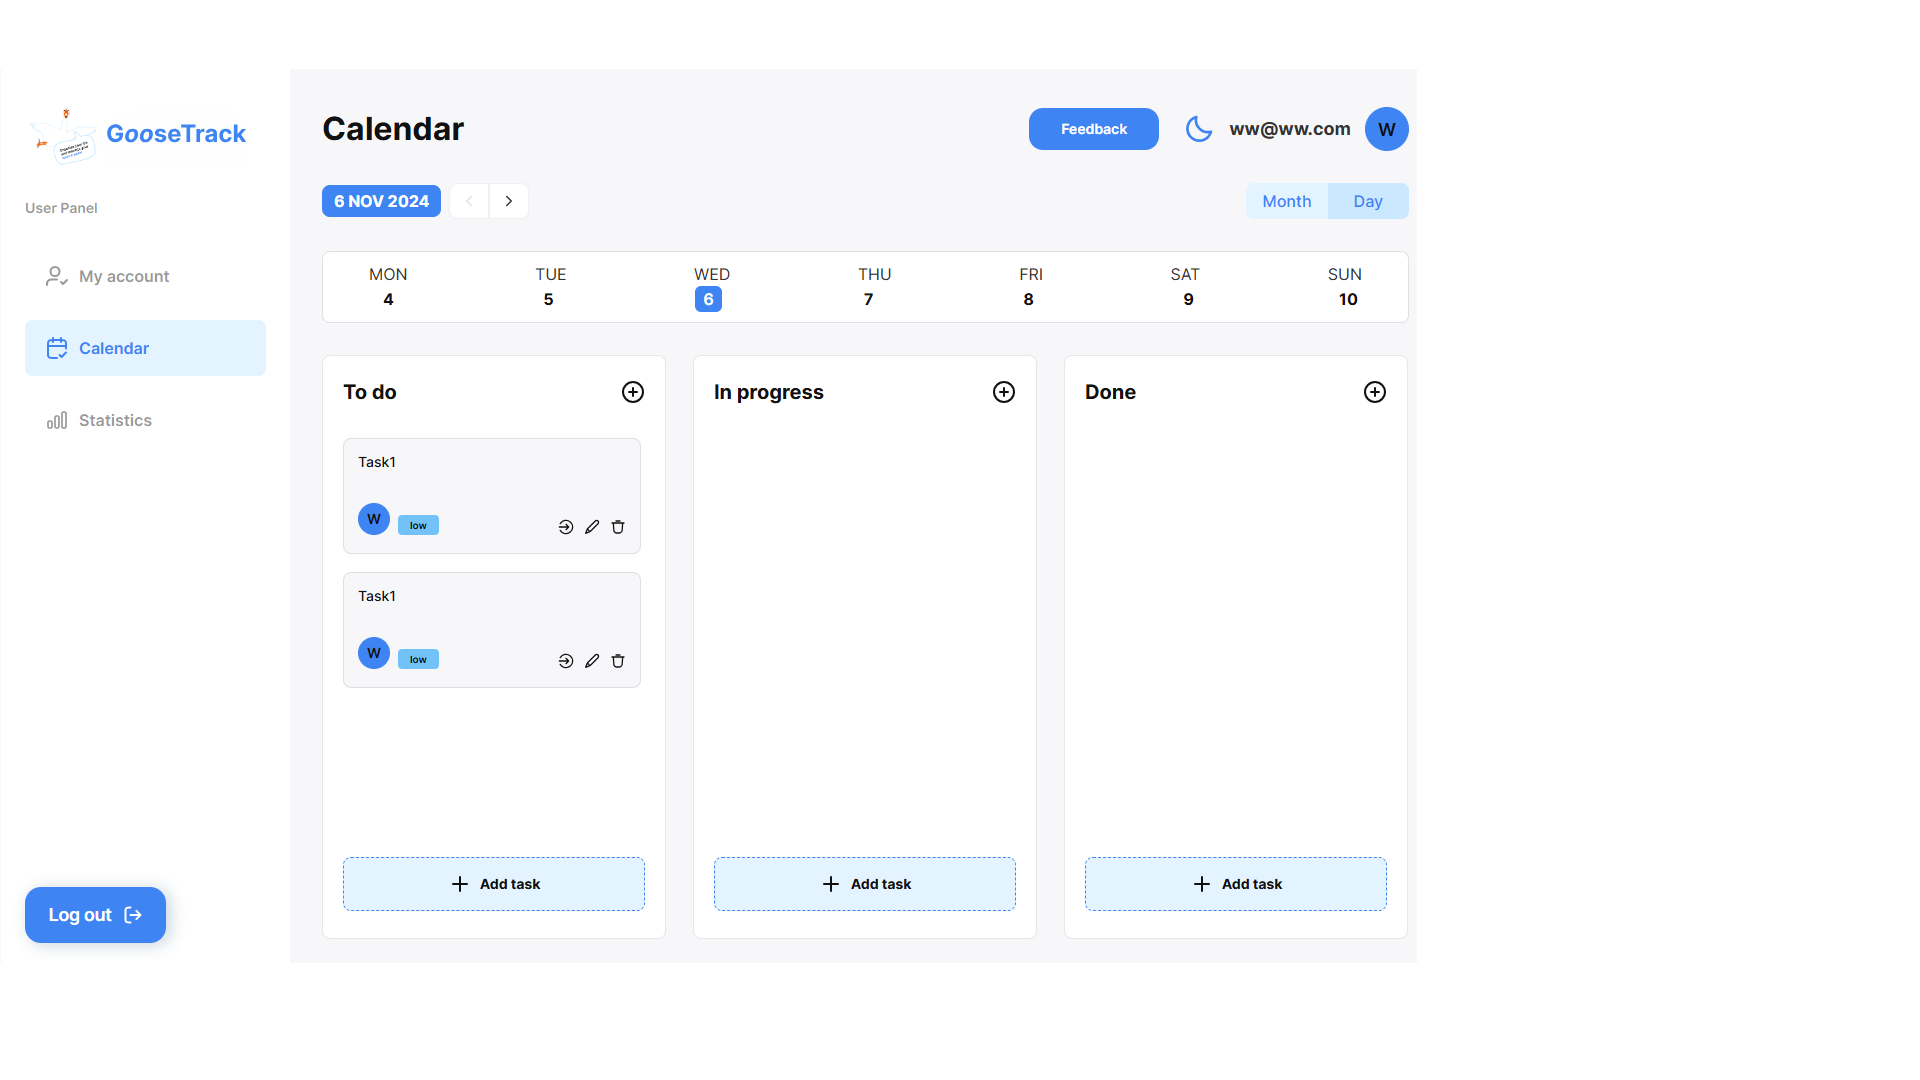 GooseTrack
User Panel
My account
Calendar
Statistics
Log out
Calendar
Feedback
ww@ww.com
W
6 NOV 2024
Month
Day
MON TUE WED THU FRI SAT SUN
4 5 6 7 8 9 10
To do
Task1
W
low
Task1
W
low
Add task
In progress
Add task
Done
Add task